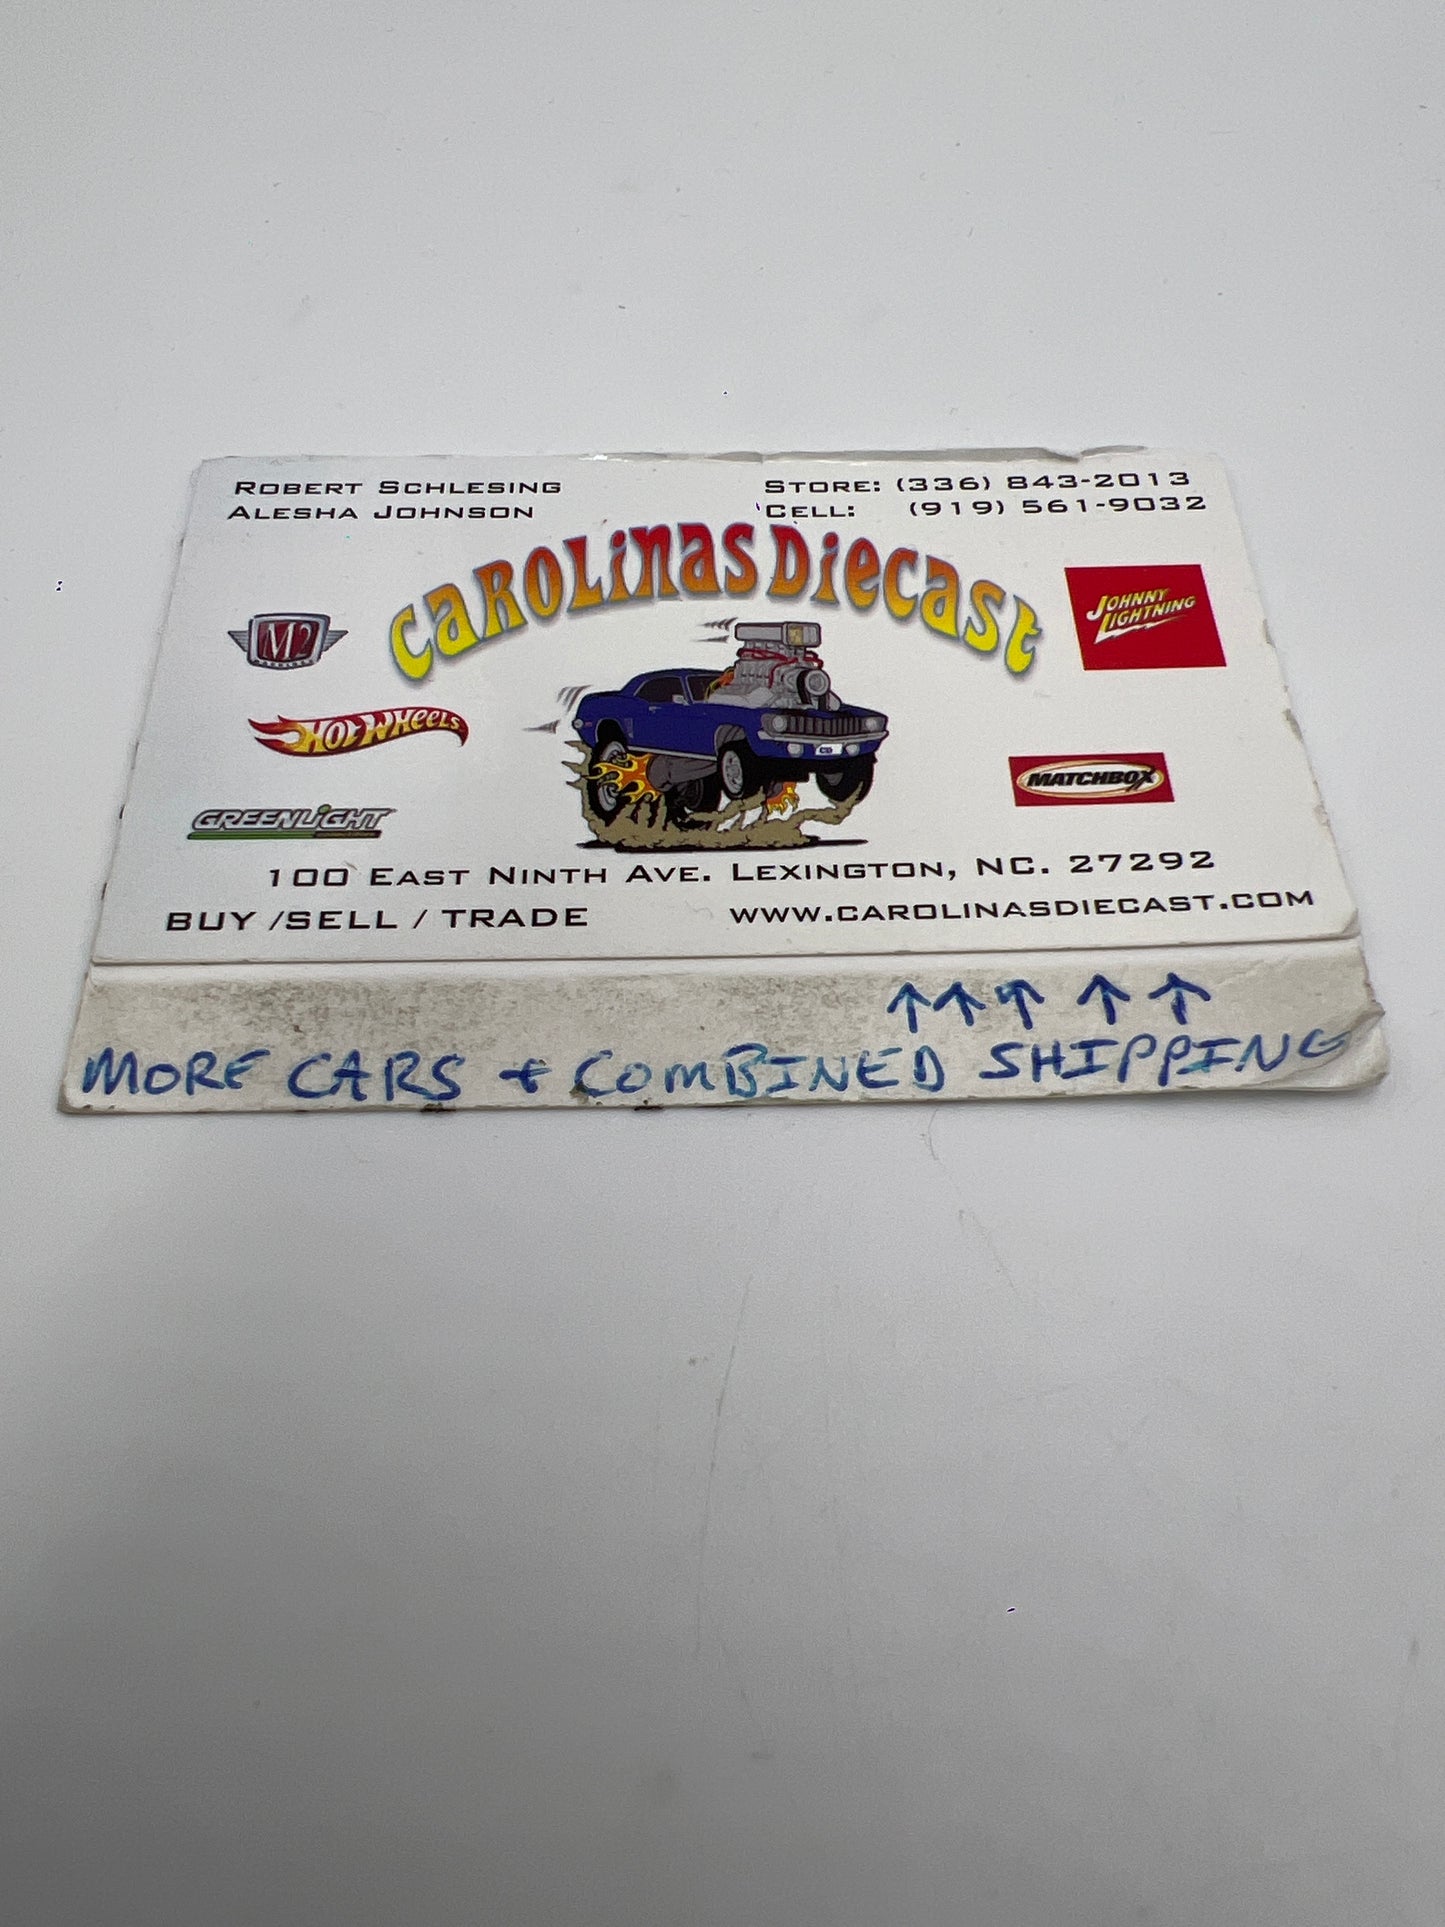 ROBERT SCHLESING
ALESHA JOHNSON
STORE: (336) 843-2013
CELL: (919) 561-9032
CAROLINAS DIECAST
M2
JOHNNY
LIGHTNING
HOT WHEELS
MATCHBOX
GREENLIGHT
CD
100 EAST NINTH AVE. LEXINGTON, NC. 27292
BUY /SELL / TRADE
WWW.CAROLINASDIECAST.COM
↑ ↑ ↑ ↑ ↑
MORE CARS + COMBINED SHIPPING